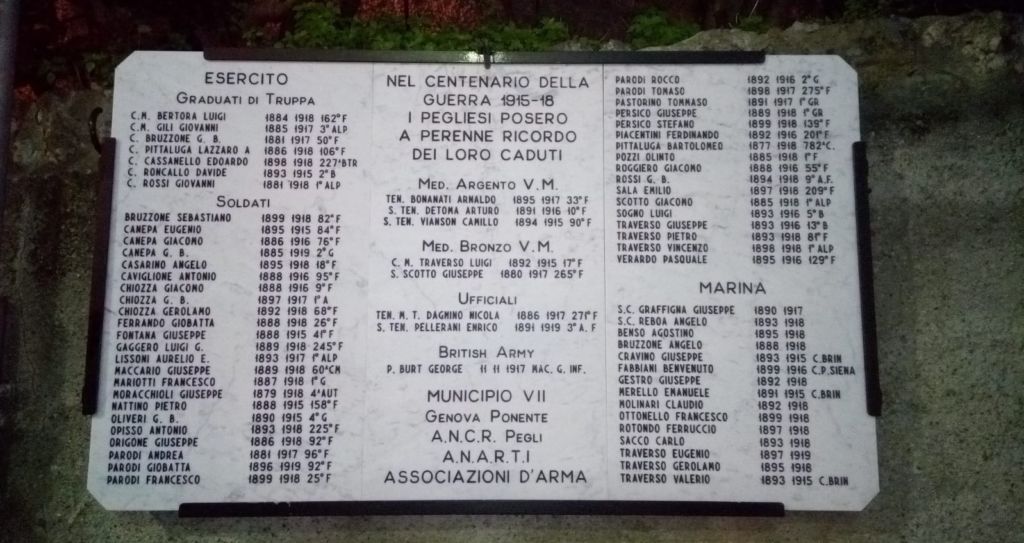 ESERCITO
GRADUATI DI TRUPPA
C.M. BERTORA LUIGI 1884 1918 162°F
C.M. GILI GIOVANNI 1885 1917 3°ALP
C. BRUZZONE G. B. 1881 1917 50°F
C. PITTALUGA LAZZARO A 1886 1918 106°F
C. CASSANELLO EDOARDO 1898 1918 227°BTR
C. RONCALLO DAVIDE 1893 1915 2°B
C. ROSSI GIOVANNI 1881 1918 1°ALP
SOLDATI
BRUZZONE SEBASTIANO 1899 1918 82°F
CANEPA EUGENIO 1895 1915 84°F
CANEPA GIACOMO 1886 1916 76°F
CANEPA G. B. 1885 1919 2°G
CASARINO ANGELO 1895 1918 18°F
CAVIGLIONE ANTONIO 1888 1916 95°F
CHIOZZA GIACOMO 1888 1916 9°F
CHIOZZA G. B. 1897 1917 1°A
CHIOZZA GEROLAMO 1892 1918 68°F
FERRANDO GIOBATTA 1888 1918 26°F
FONTANA GIUSEPPE 1888 1915 41°F
GAGGERO LUIGI G. 1889 1918 245°F
LISSONI AURELIO E. 1893 1917 1°ALP
MACCARIO GIUSEPPE 1889 1918 60°CM
MARIOTTI FRANCESCO 1887 1918 1°G
MORACCHIOLI GIUSEPPE 1879 1918 4°AUT
NATTINO PIETRO 1888 1915 158°F
OLIVERI G. B. 1890 1915 4°G
OPISSO ANTONIO 1893 1918 225°F
ORIGONE GIUSEPPE 1886 1918 92°F
PARODI ANDREA 1881 1917 96°F
PARODI GIOBATTA 1896 1919 92°F
PARODI FRANCESCO 1899 1918 25°F
NEL CENTENARIO DELLA
GUERRA 1915-18
I PEGLIESI POSERO
A PERENNE RICORDO
DEI LORO CADUTI
MED. ARGENTO V.M.
TEN. BONANATI ARNALDO 1895 1917 33°F
S. TEN. DETOMA ARTURO 1891 1916 10°F
S. TEN. VIANSON CAMILLO 1894 1915 90°F
MED. BRONZO V.M.
C. M. TRAVERSO LUIGI 1892 1915 17°F
S. SCOTTO GIUSEPPE 1880 1917 265°F
UFFICIALI
TEN. M. T. DAGNINO NICOLA 1886 1917 271°F
S. TEN. PELLERANI ENRICO 1891 1919 3°A. F
BRITISH ARMY
P. BURT GEORGE 11 11 1917 MAC. G. INF.
MUNICIPIO VII
GENOVA PONENTE
A.N.C.R. PEGLI
A.N.A.R.T.I
ASSOCIAZIONI D'ARMA
PARODI ROCCO 1892 1916 2°G
PARODI TOMASO 1898 1917 275°F
PASTORINO TOMMASO 1891 1917 1°GR
PERSICO GIUSEPPE 1889 1918 1°GR
PERSICO STEFANO 1899 1918 139°F
PIACENTINI FERDINANDO 1892 1916 201°F
PITTALUGA BARTOLOMEO 1877 1918 782°C.
POZZI OLINTO 1885 1918 1°F
ROGGIERO GIACOMO 1888 1916 55°F
ROSSI G. B. 1894 1918 9°A.F.
SALA EMILIO 1897 1918 209°F
SCOTTO GIACOMO 1885 1918 1°ALP
SOGNO LUIGI 1893 1916 5°B
TRAVERSO GIUSEPPE 1893 1916 13°B
TRAVERSO PIETRO 1893 1918 81°F
TRAVERSO VINCENZO 1898 1918 1°ALP
VERARDO PASQUALE 1895 1916 129°F
MARINA
S.C. GRAFFIGNA GIUSEPPE 1890 1917
S.C. REBOA ANGELO 1893 1918
BENSO AGOSTINO 1895 1918
BRUZZONE ANGELO 1888 1918
CRAVINO GIUSEPPE 1893 1915 C.BRIN
FABBIANI BENVENUTO 1899 1916 C.P.SIENA
GESTRO GIUSEPPE 1892 1918
MERELLO EMANUELE 1891 1915 C.BRIN
MOLINARI CLAUDIO 1892 1918
OTTONELLO FRANCESCO 1899 1918
ROTONDO FERRUCCIO 1897 1918
SACCO CARLO 1893 1918
TRAVERSO EUGENIO 1897 1919
TRAVERSO GEROLAMO 1895 1918
TRAVERSO VALERIO 1893 1915 C.BRIN